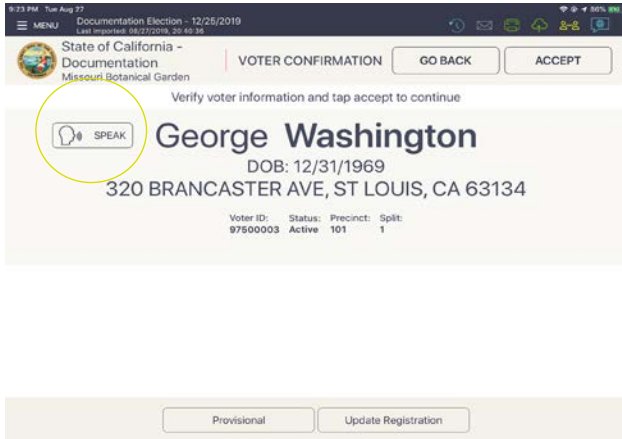 9:23 PM Tue Aug 27
56%
MENU
Documentation Election - 12/25/2019
Last imported: 08/27/2019, 20:40:36
State of California -
Documentation
Missouri Botanical Garden
VOTER CONFIRMATION
GO BACK
ACCEPT
Verify voter information and tap accept to continue
SPEAK
George Washington
DOB: 12/31/1969
320 BRANCASTER AVE, ST LOUIS, CA 63134
Voter ID: Status: Precinct: Split:
97500003 Active 101 1
Provisional
Update Registration